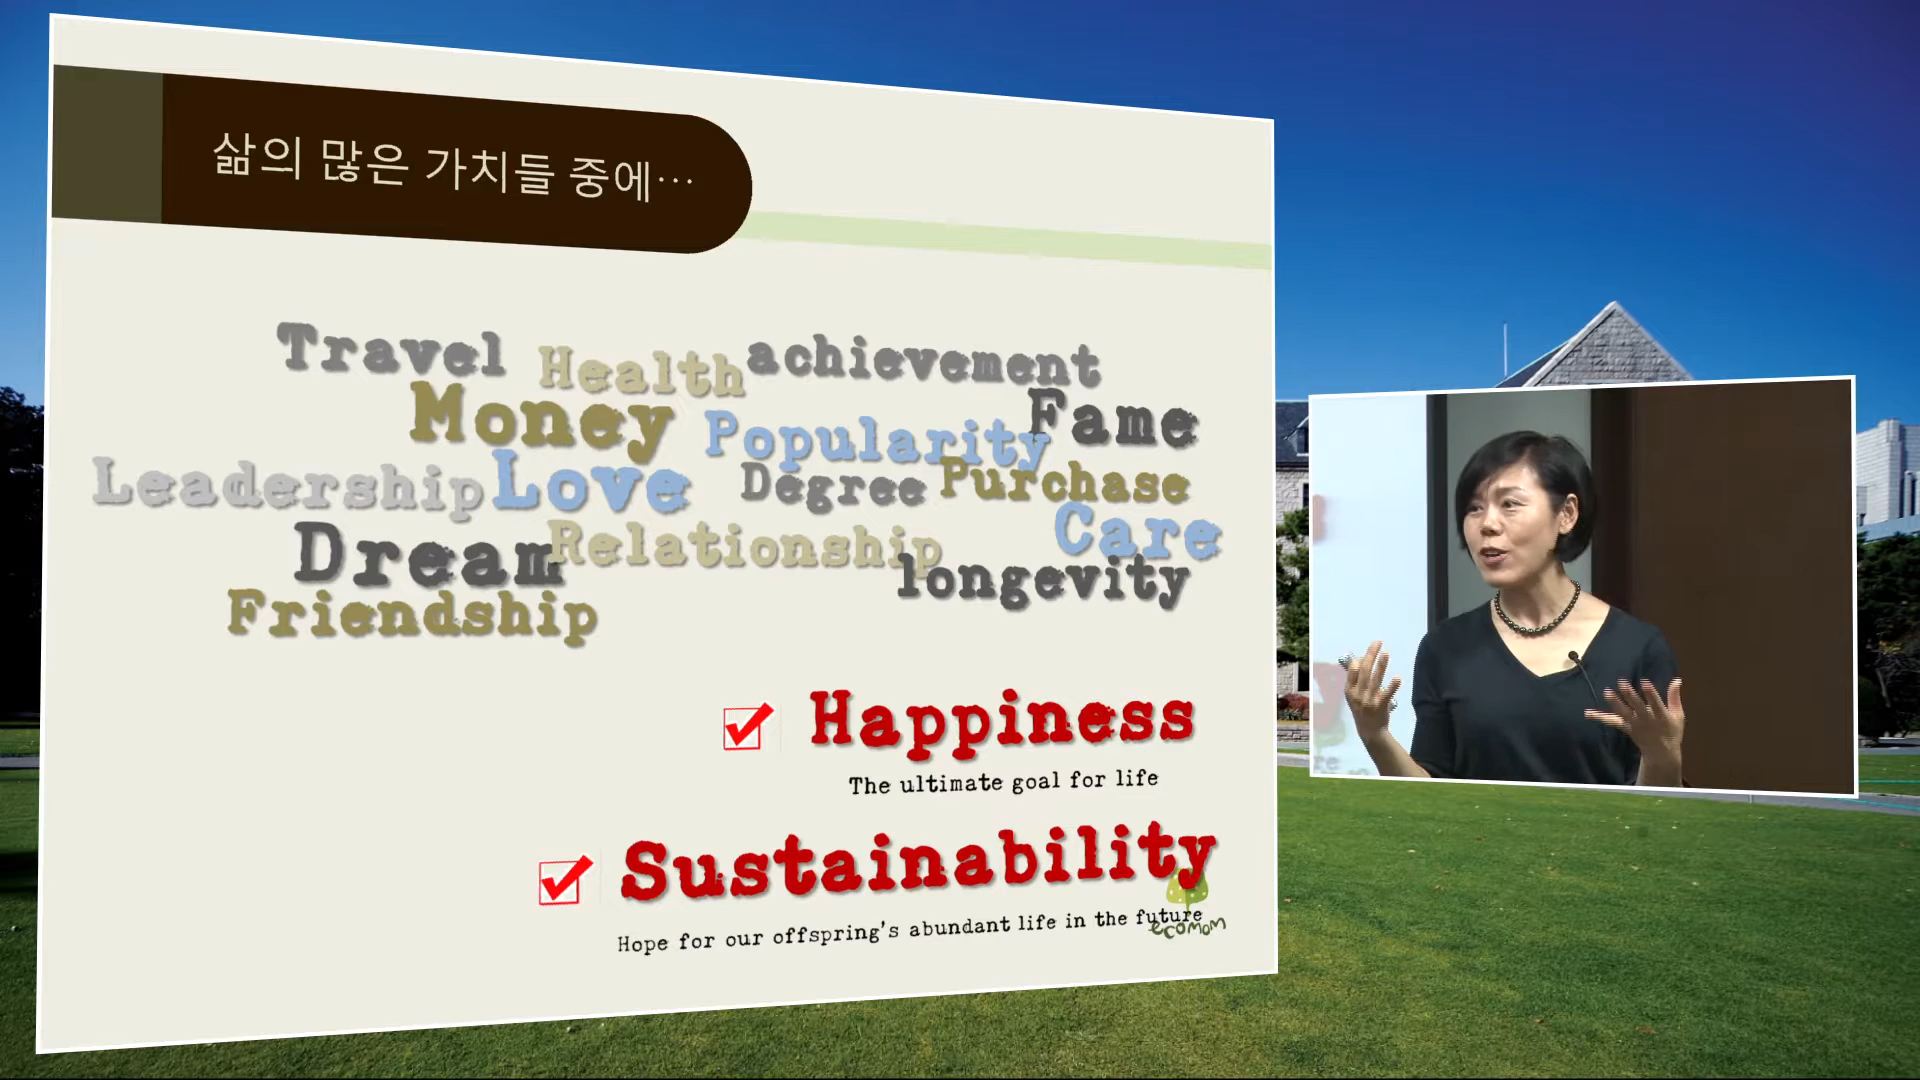 삶의 많은 가치들 중에…
Travel Health achievement
Money Popularity Fame
Leadership Love Degree Purchase
Dream Relationship Care
longevity
Friendship
Happiness
The ultimate goal for life
Sustainability
Hope for our offspring's abundant life in the future
ecomom